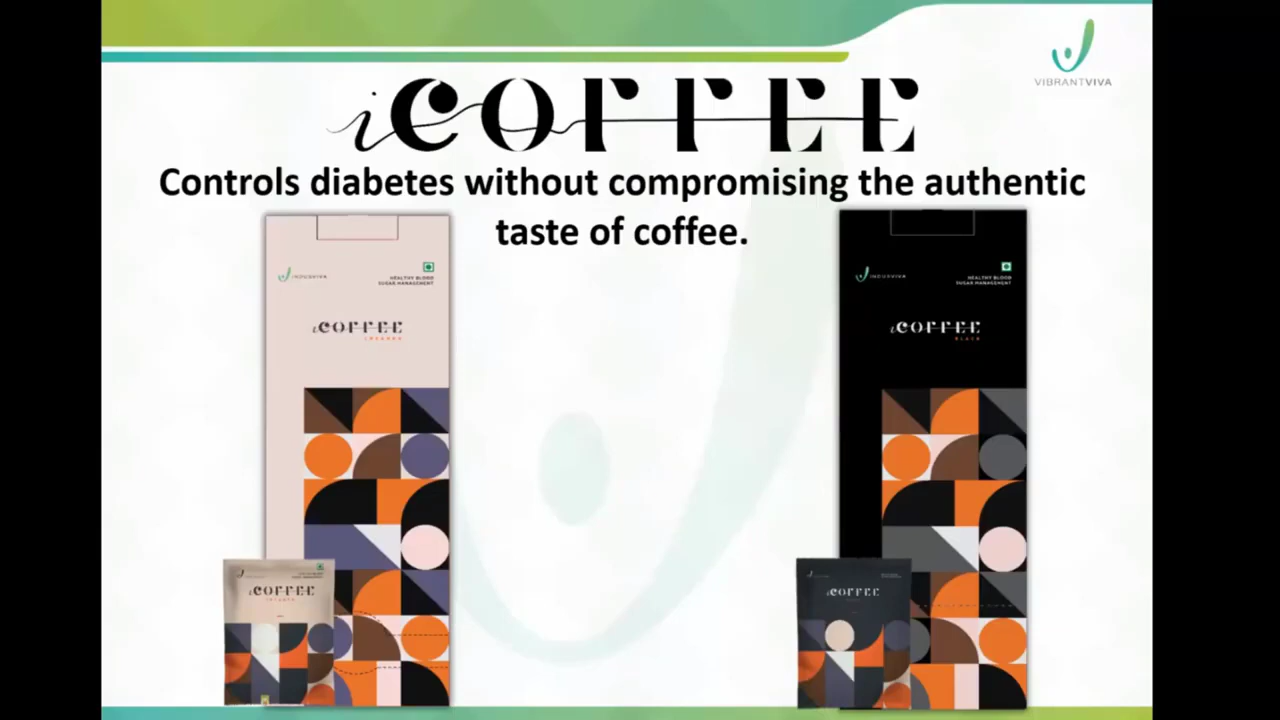 VIBRANTVIVA
iCOFFEE
Controls diabetes without compromising the authentic
taste of coffee.
INDUSVIVA
HEALTHY BLOOD
SUGAR MANAGEMENT
iCOFFEE
INDUSVIVA
HEALTHY BLOOD
SUGAR MANAGEMENT
iCOFFEE
BLACK
iCOFFEE
iCOFFEE